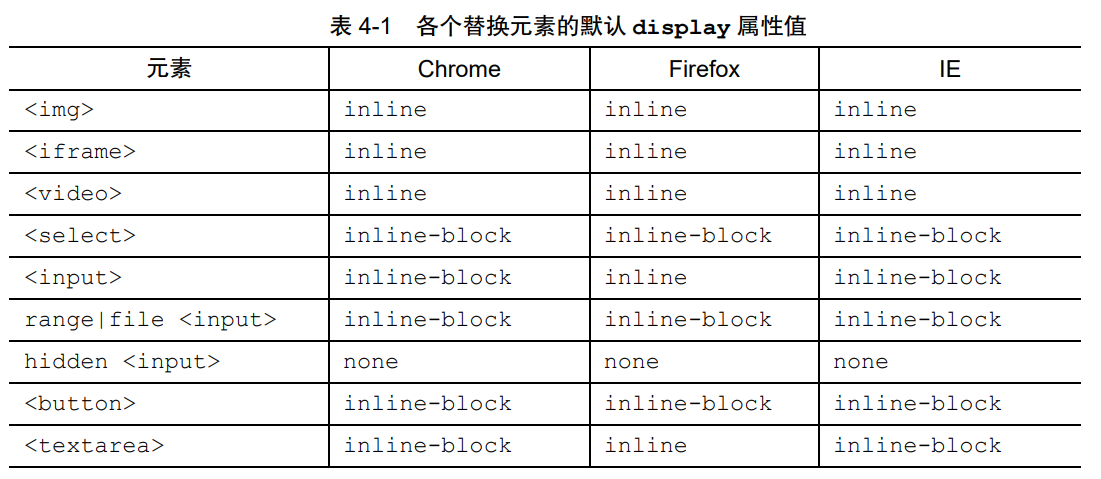 表 4-1 各个替换元素的默认 display 属性值
元素 Chrome Firefox IE
<img> inline inline inline
<iframe> inline inline inline
<video> inline inline inline
<select> inline-block inline-block inline-block
<input> inline-block inline inline-block
range|file <input> inline-block inline-block inline-block
hidden <input> none none none
<button> inline-block inline-block inline-block
<textarea> inline-block inline inline-block